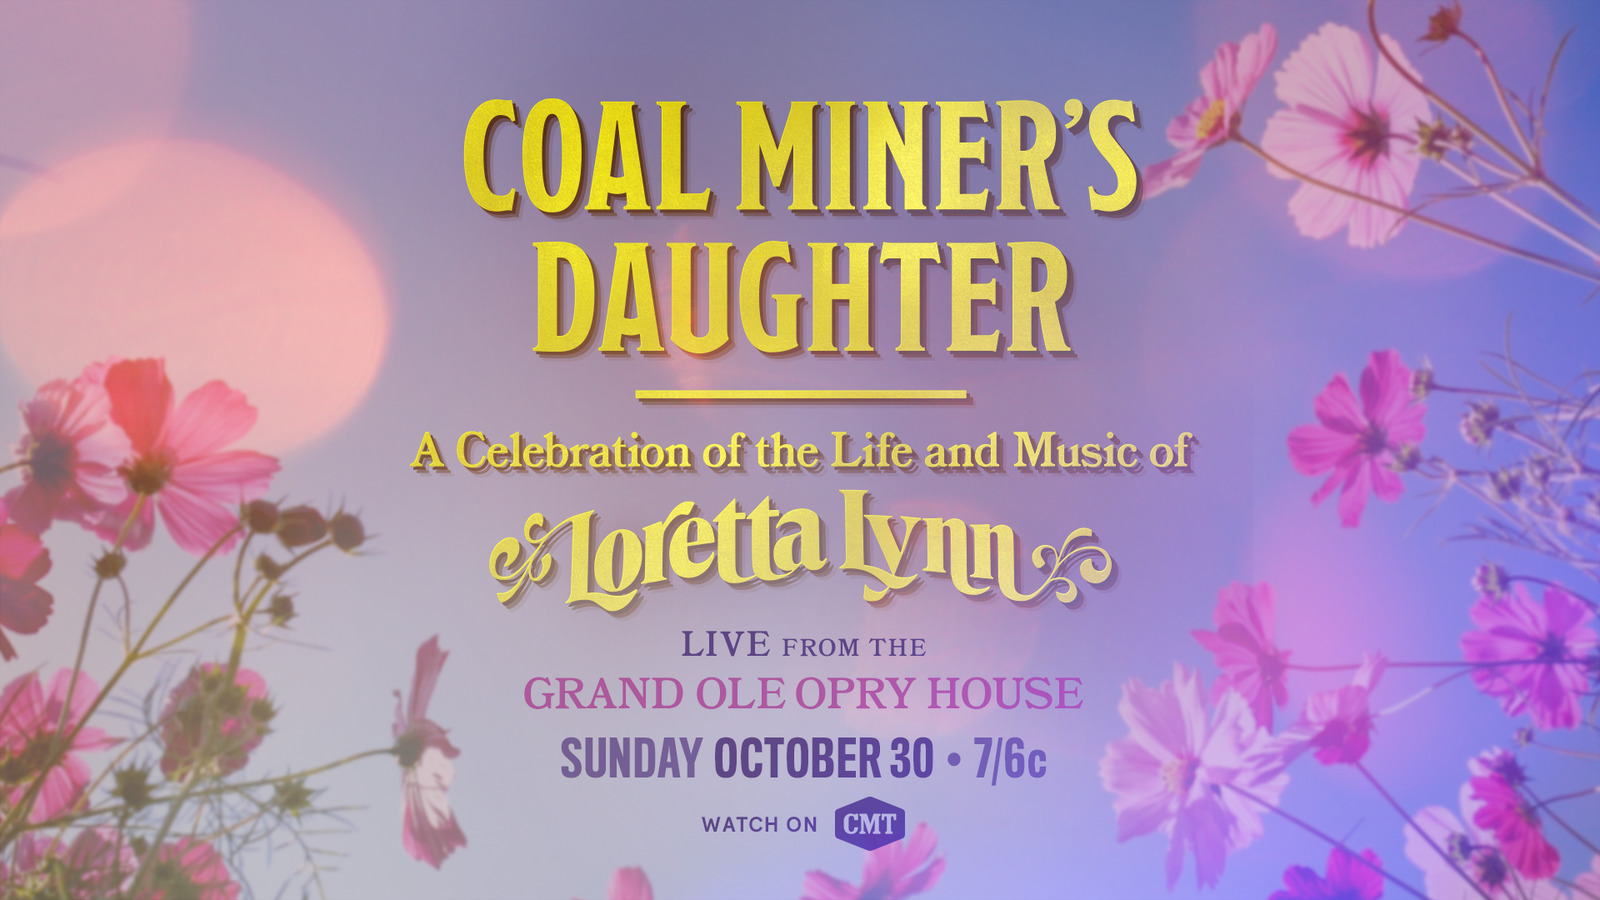 COAL MINER'S
DAUGHTER
A Celebration of the Life and Music of
Loretta Lynn
LIVE FROM THE
GRAND OLE OPRY HOUSE
SUNDAY OCTOBER 30 • 7/6c
WATCH ON CMT